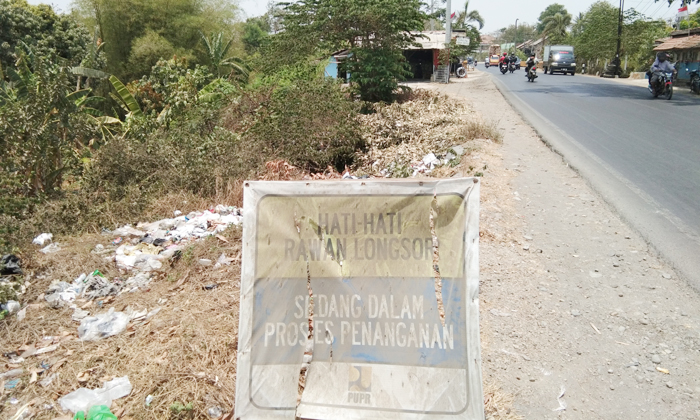 HATI-HATI
RAWAN LONGSOR
SEDANG DALAM
PROSES PENANGANAN
PUPR